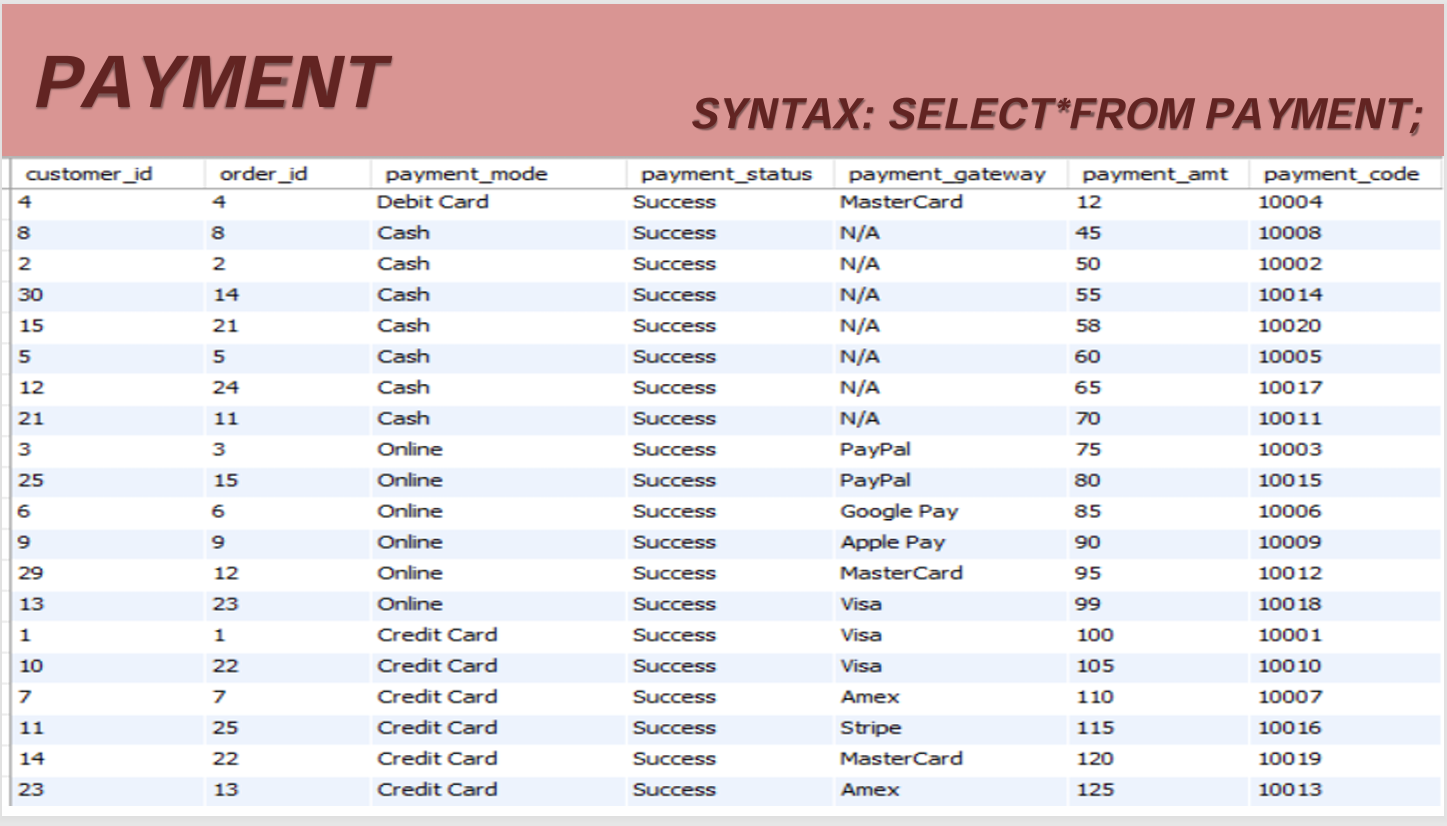 PAYMENT
SYNTAX: SELECT*FROM PAYMENT;
customer_id order_id payment_mode payment_status payment_gateway payment_amt payment_code
4 4 Debit Card Success MasterCard 12 10004
8 8 Cash Success N/A 45 10008
2 2 Cash Success N/A 50 10002
30 14 Cash Success N/A 55 10014
15 21 Cash Success N/A 58 10020
5 5 Cash Success N/A 60 10005
12 24 Cash Success N/A 65 10017
21 11 Cash Success N/A 70 10011
3 3 Online Success PayPal 75 10003
25 15 Online Success PayPal 80 10015
6 6 Online Success Google Pay 85 10006
9 9 Online Success Apple Pay 90 10009
29 12 Online Success MasterCard 95 10012
13 23 Online Success Visa 99 10018
1 1 Credit Card Success Visa 100 10001
10 22 Credit Card Success Visa 105 10010
7 7 Credit Card Success Amex 110 10007
11 25 Credit Card Success Stripe 115 10016
14 22 Credit Card Success MasterCard 120 10019
23 13 Credit Card Success Amex 125 10013